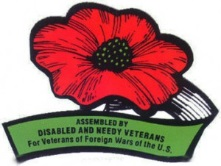 ASSEMBLED BY
DISABLED AND NEEDY VETERANS
For Veterans of Foreign Wars of the U.S.